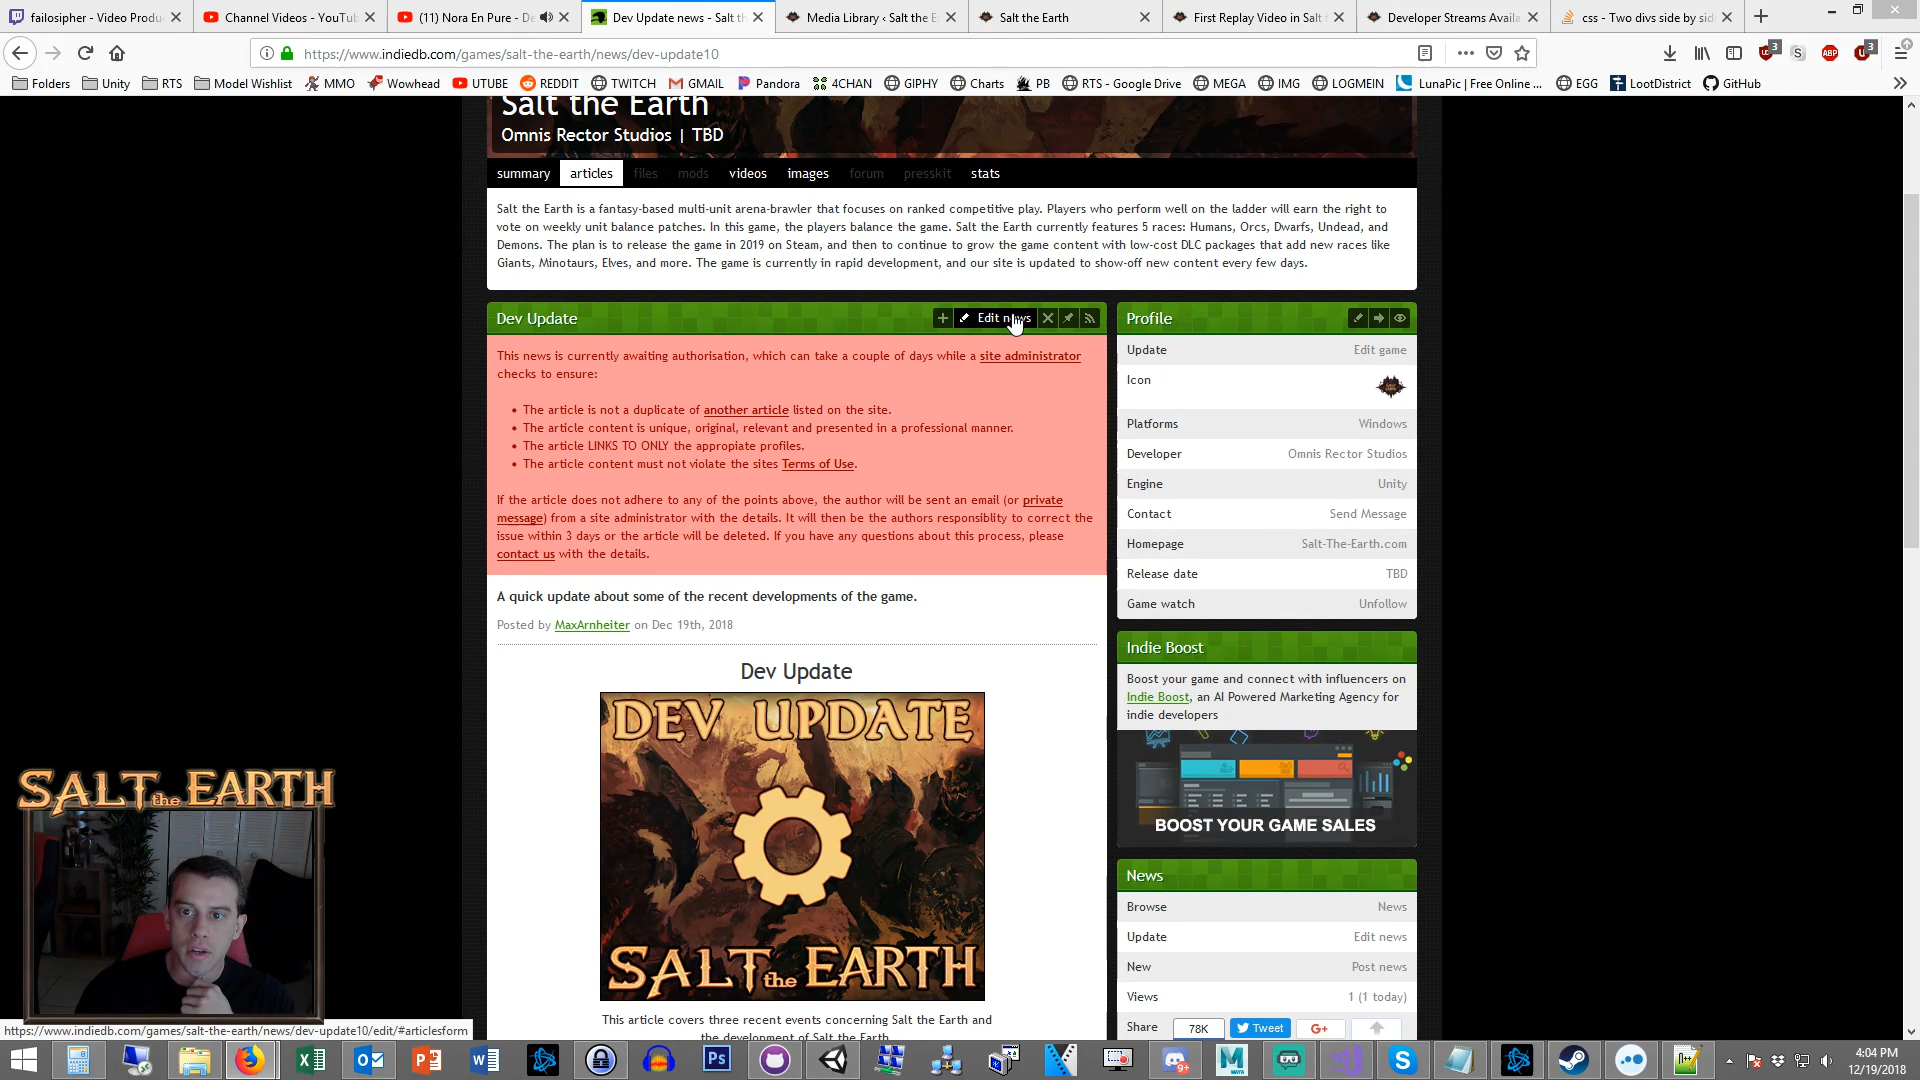 failosipher - Video Produ
Channel Videos - YouTub
(11) Nora En Pure - De
Dev Update news - Salt th
Media Library ‹ Salt the E
Salt the Earth
First Replay Video in Salt
Developer Streams Availa
css - Two divs side by sid
https://www.indiedb.com/games/salt-the-earth/news/dev-update10
3
S
ABP
3
Folders
Unity
RTS
Model Wishlist
MMO
Wowhead
UTUBE
REDDIT
TWITCH
GMAIL
Pandora
4CHAN
GIPHY
Charts
PB
RTS - Google Drive
MEGA
IMG
LOGMEIN
LunaPic | Free Online ...
EGG
LootDistrict
GitHub
Salt the Earth
Omnis Rector Studios | TBD
summary articles files mods videos images forum presskit stats
Salt the Earth is a fantasy-based multi-unit arena-brawler that focuses on ranked competitive play. Players who perform well on the ladder will earn the right to
vote on weekly unit balance patches. In this game, the players balance the game. Salt the Earth currently features 5 races: Humans, Orcs, Dwarfs, Undead, and
Demons. The plan is to release the game in 2019 on Steam, and then to continue to grow the game content with low-cost DLC packages that add new races like
Giants, Minotaurs, Elves, and more. The game is currently in rapid development, and our site is updated to show-off new content every few days.
Dev Update
Edit news
This news is currently awaiting authorisation, which can take a couple of days while a site administrator
checks to ensure:
• The article is not a duplicate of another article listed on the site.
• The article content is unique, original, relevant and presented in a professional manner.
• The article LINKS TO ONLY the appropiate profiles.
• The article content must not violate the sites Terms of Use.
If the article does not adhere to any of the points above, the author will be sent an email (or private
message) from a site administrator with the details. It will then be the authors responsiblity to correct the
issue within 3 days or the article will be deleted. If you have any questions about this process, please
contact us with the details.
A quick update about some of the recent developments of the game.
Posted by MaxArnheiter on Dec 19th, 2018
Dev Update
DEV UPDATE
SALT the EARTH
This article covers three recent events concerning Salt the Earth and
the development of Salt the Earth
Profile
Update Edit game
Icon
Platforms Windows
Developer Omnis Rector Studios
Engine Unity
Contact Send Message
Homepage Salt-The-Earth.com
Release date TBD
Game watch Unfollow
Indie Boost
Boost your game and connect with influencers on
Indie Boost, an AI Powered Marketing Agency for
indie developers
BOOST YOUR GAME SALES
News
Browse News
Update Edit news
New Post news
Views 1 (1 today)
Share 78K Tweet G+
SALT the EARTH
https://www.indiedb.com/games/salt-the-earth/news/dev-update10/edit/#articlesform
Ps
9+
4:04 PM
12/19/2018